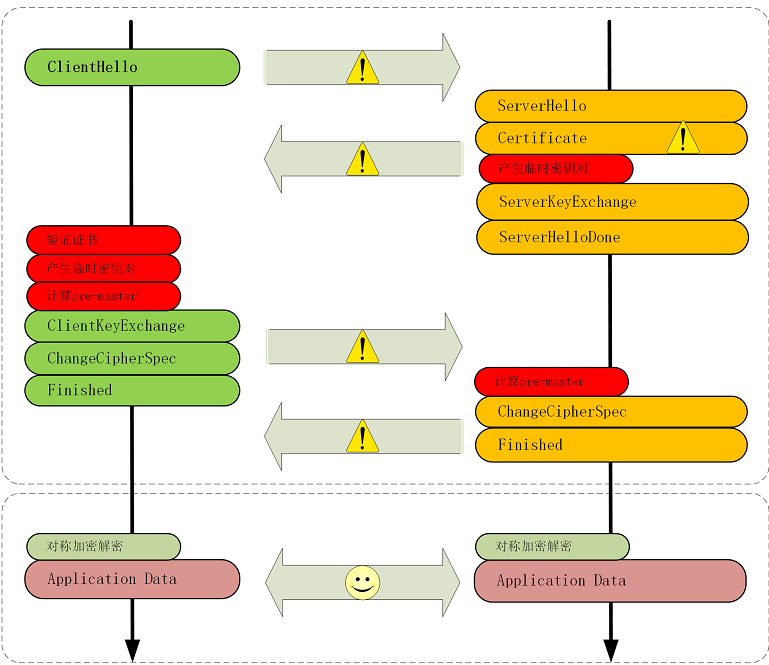 ClientHello
ServerHello
Certificate
产生临时密钥对
ServerKeyExchange
ServerHelloDone
验证证书
产生临时密钥对
计算pre-master
ClientKeyExchange
ChangeCipherSpec
Finished
计算pre-master
ChangeCipherSpec
Finished
对称加密解密
Application Data
对称加密解密
Application Data